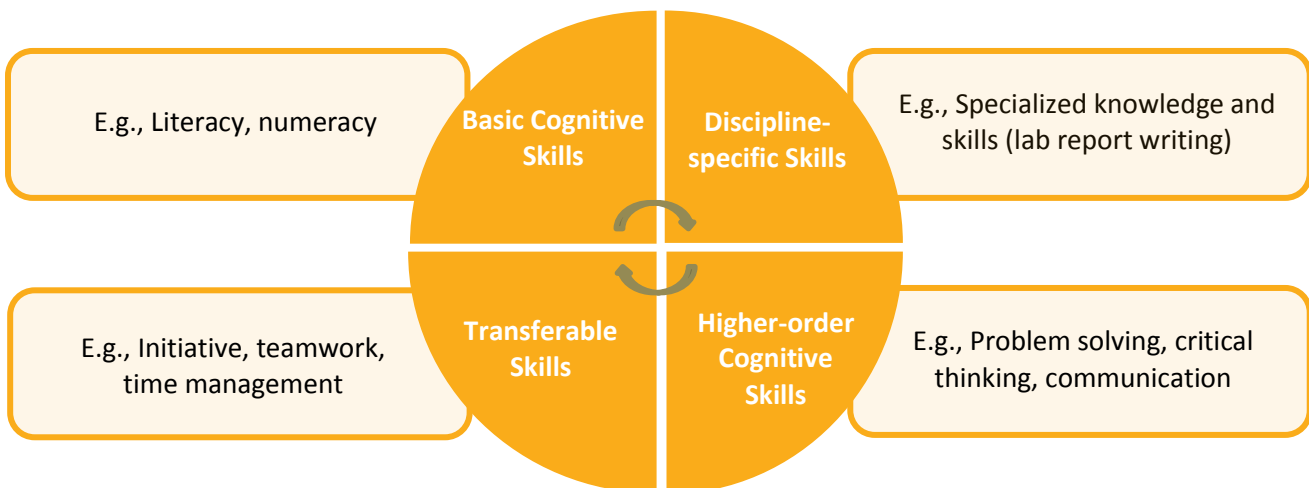 E.g., Literacy, numeracy
Basic Cognitive
Skills
Discipline-
specific Skills
E.g., Specialized knowledge and
skills (lab report writing)
E.g., Initiative, teamwork,
time management
Transferable
Skills
Higher-order
Cognitive
Skills
E.g., Problem solving, critical
thinking, communication